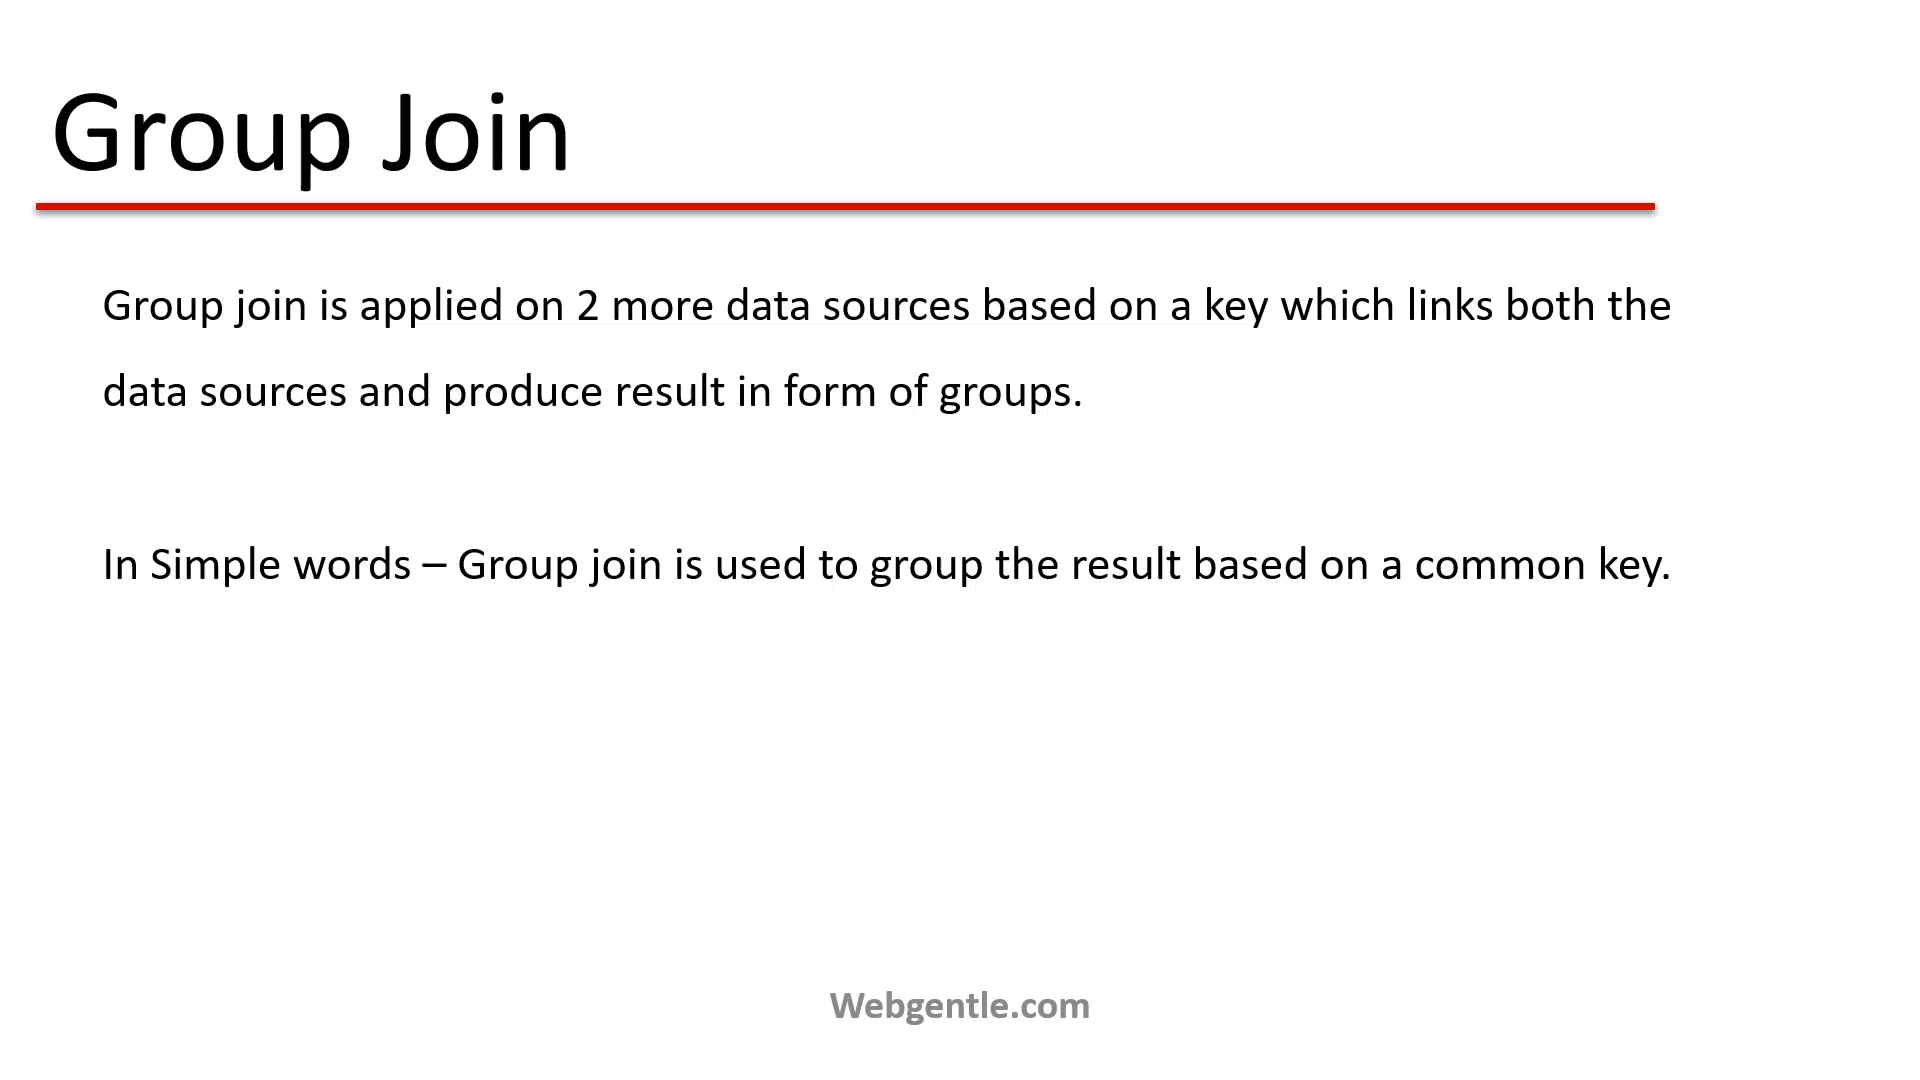 Group Join
Group join is applied on 2 more data sources based on a key which links both the
data sources and produce result in form of groups.
In Simple words – Group join is used to group the result based on a common key.
Webgentle.com